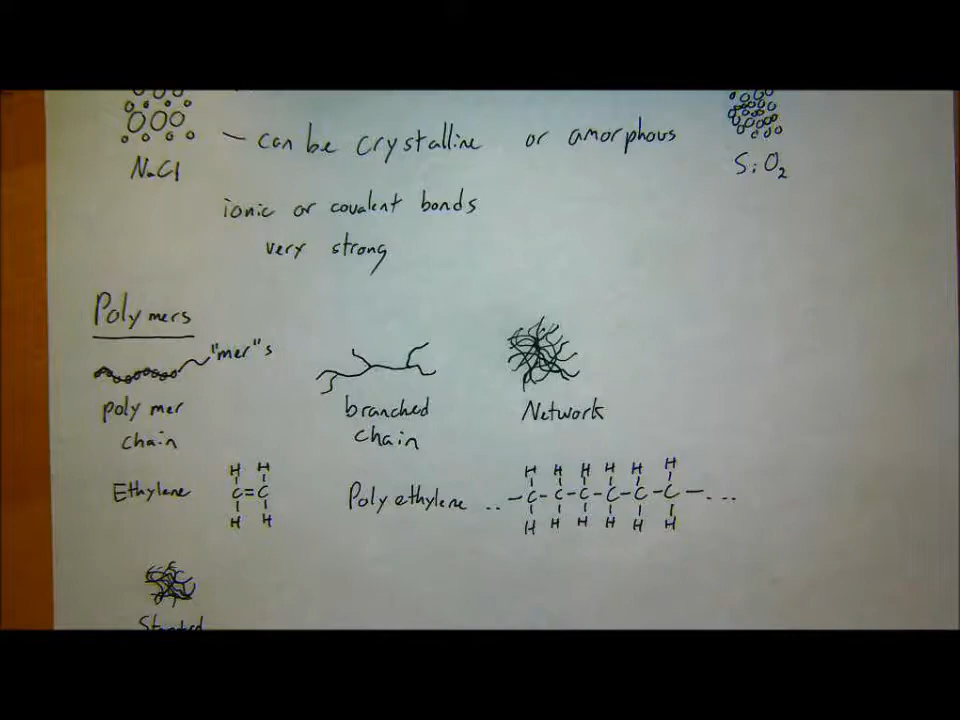 – can be crystalline or amorphous
NaCl
SiO2
ionic or covalent bonds
very strong
Polymers
"mer"s
polymer chain
branched chain
Network
Ethylene
H H
C=C
H H
Polyethylene
H H H H H H
.. –C–C–C–C–C–C– ...
H H H H H H